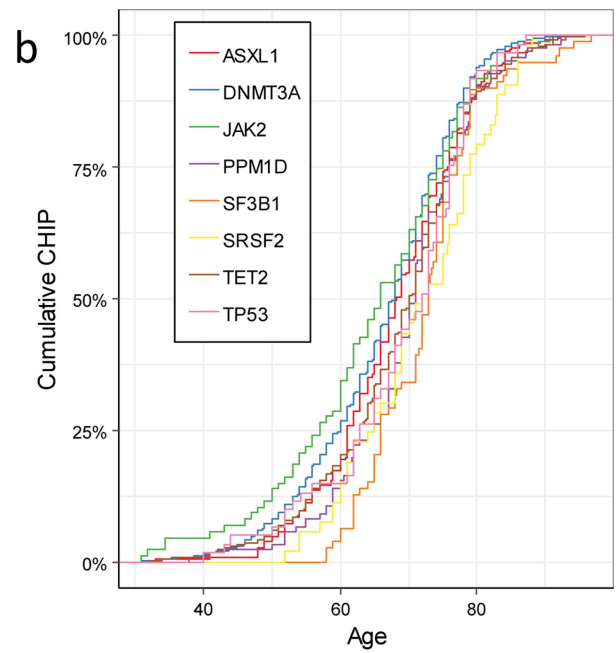 b
100%
75%
50%
25%
0%
Cumulative CHIP
ASXL1
DNMT3A
JAK2
PPM1D
SF3B1
SRSF2
TET2
TP53
40 60 80
Age